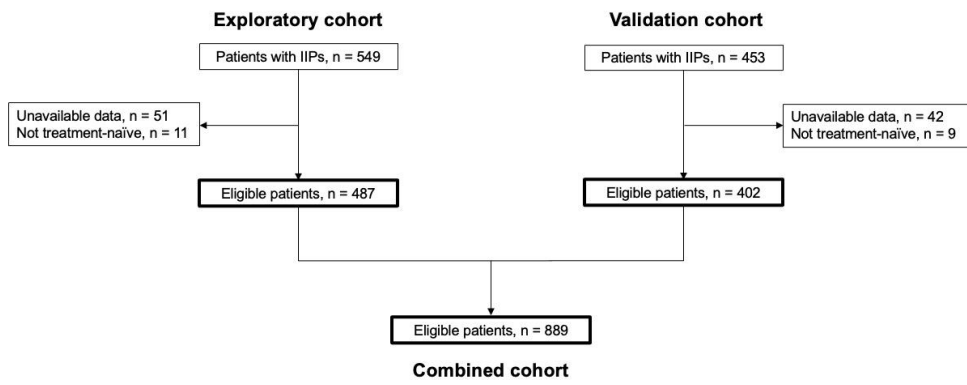 Exploratory cohort
Validation cohort
Patients with IIPs, n = 549
Patients with IIPs, n = 453
Unavailable data, n = 51
Not treatment-naïve, n = 11
Unavailable data, n = 42
Not treatment-naïve, n = 9
Eligible patients, n = 487
Eligible patients, n = 402
Eligible patients, n = 889
Combined cohort